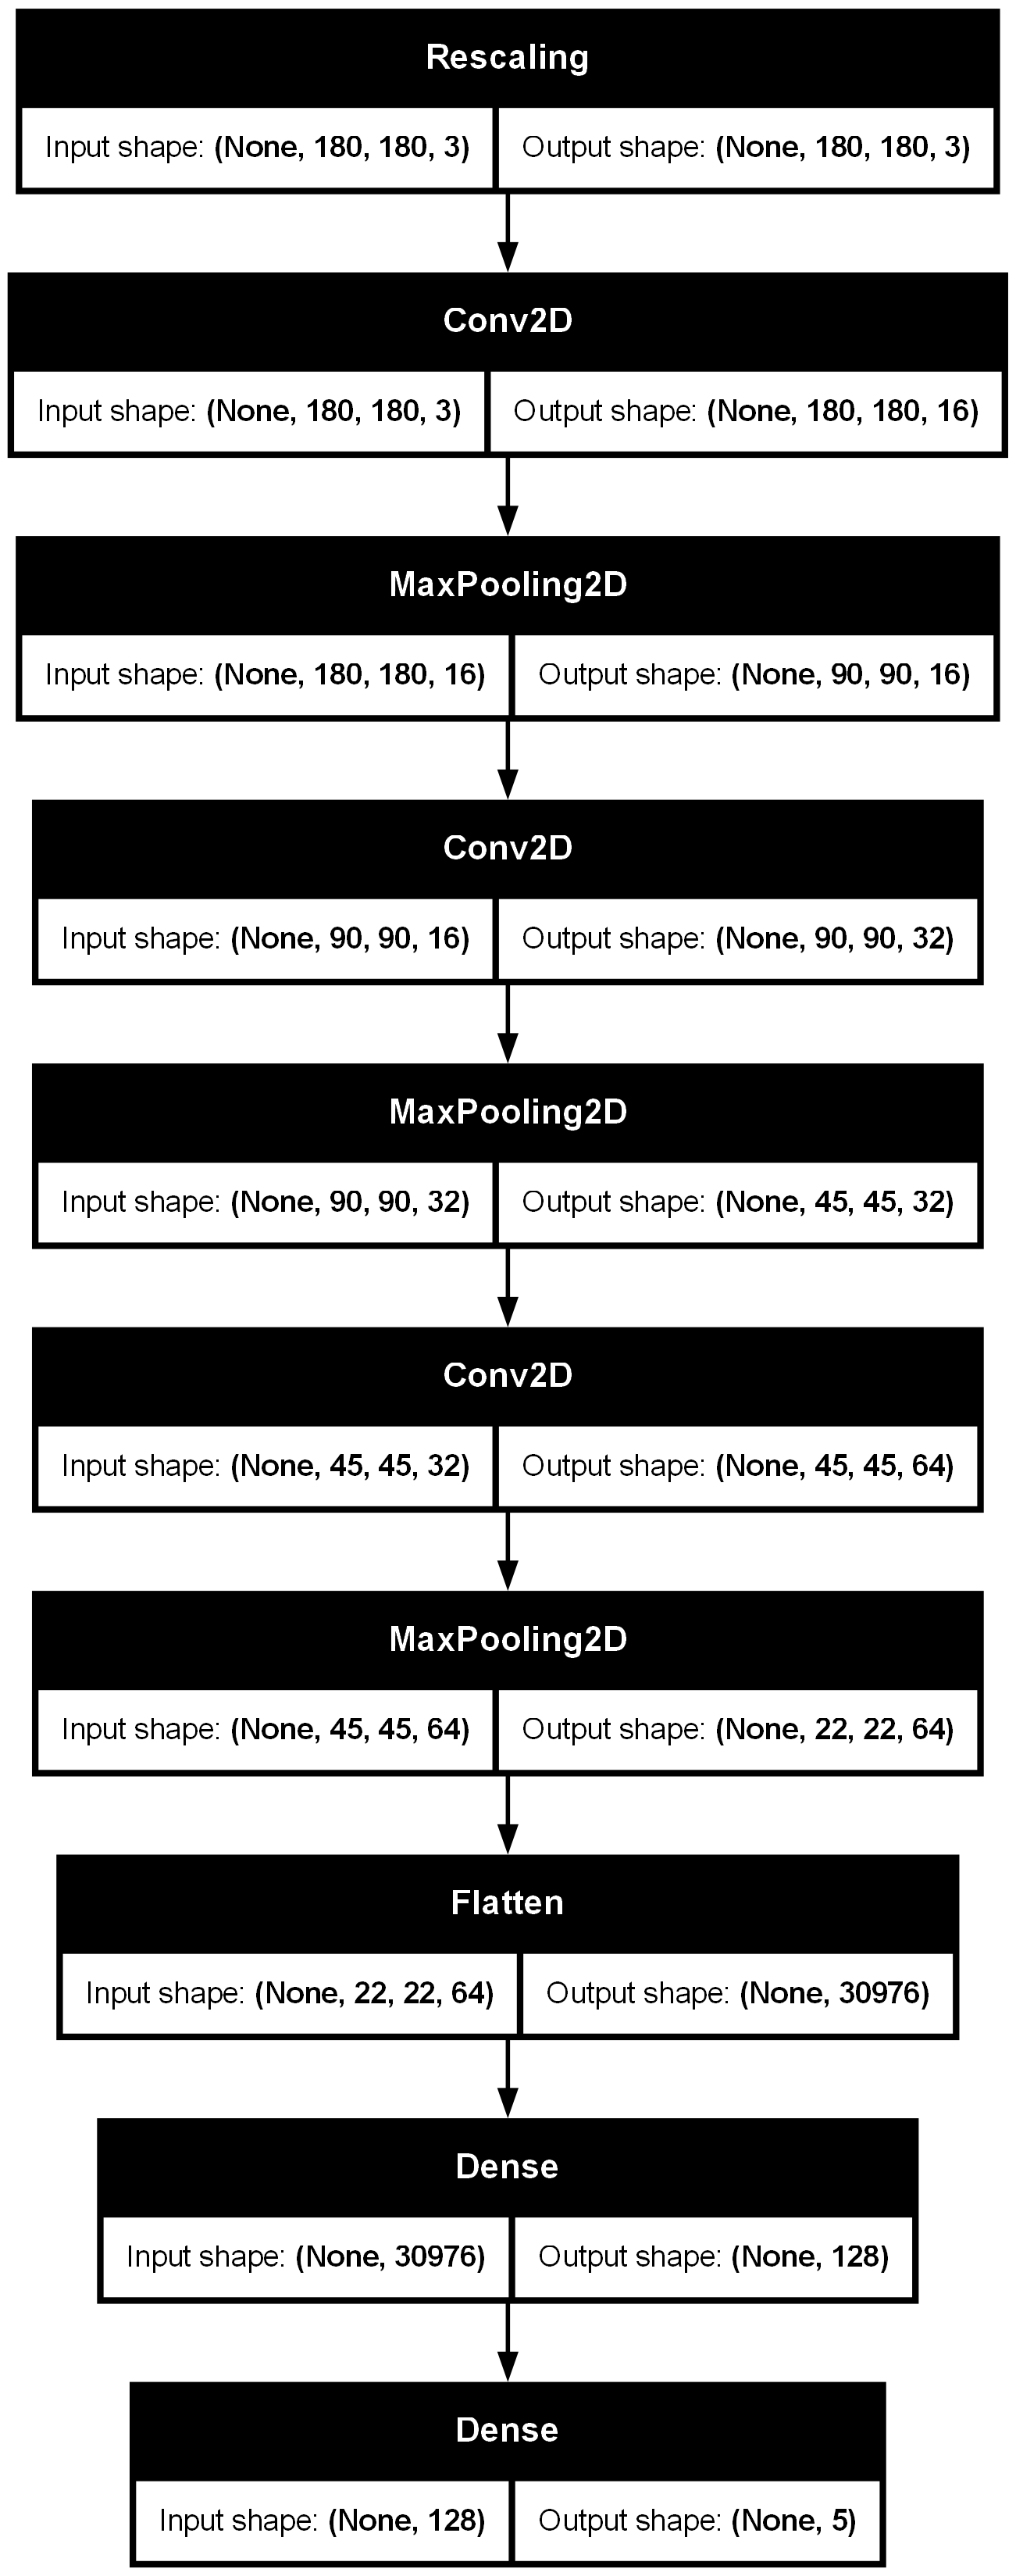 Rescaling
Input shape: (None, 180, 180, 3) Output shape: (None, 180, 180, 3)
Conv2D
Input shape: (None, 180, 180, 3) Output shape: (None, 180, 180, 16)
MaxPooling2D
Input shape: (None, 180, 180, 16) Output shape: (None, 90, 90, 16)
Conv2D
Input shape: (None, 90, 90, 16) Output shape: (None, 90, 90, 32)
MaxPooling2D
Input shape: (None, 90, 90, 32) Output shape: (None, 45, 45, 32)
Conv2D
Input shape: (None, 45, 45, 32) Output shape: (None, 45, 45, 64)
MaxPooling2D
Input shape: (None, 45, 45, 64) Output shape: (None, 22, 22, 64)
Flatten
Input shape: (None, 22, 22, 64) Output shape: (None, 30976)
Dense
Input shape: (None, 30976) Output shape: (None, 128)
Dense
Input shape: (None, 128) Output shape: (None, 5)